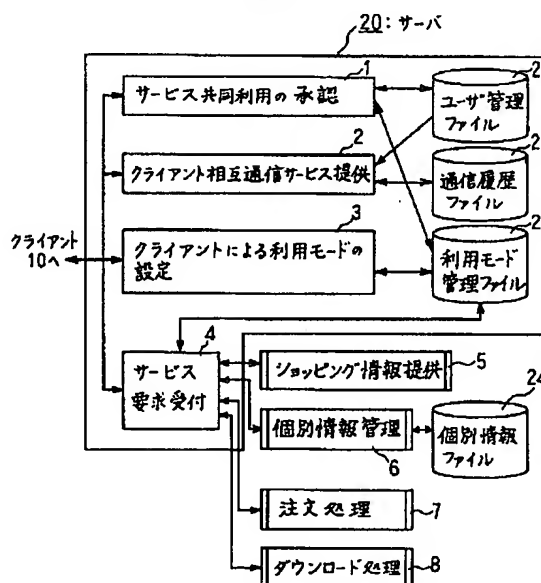 20:サーバ
1
サービス共同利用の承認
2
ユーザ管理
ファイル
2
クライアント相互通信サービス提供
2
通信履歴
ファイル
3
クライアントによる利用モードの
設定
2
利用モード
管理ファイル
クライアント
10へ
4
サービス
要求受付
ショッピング情報提供
5
個別情報管理
6
24
個別情報
ファイル
注文処理
7
ダウンロード処理
8